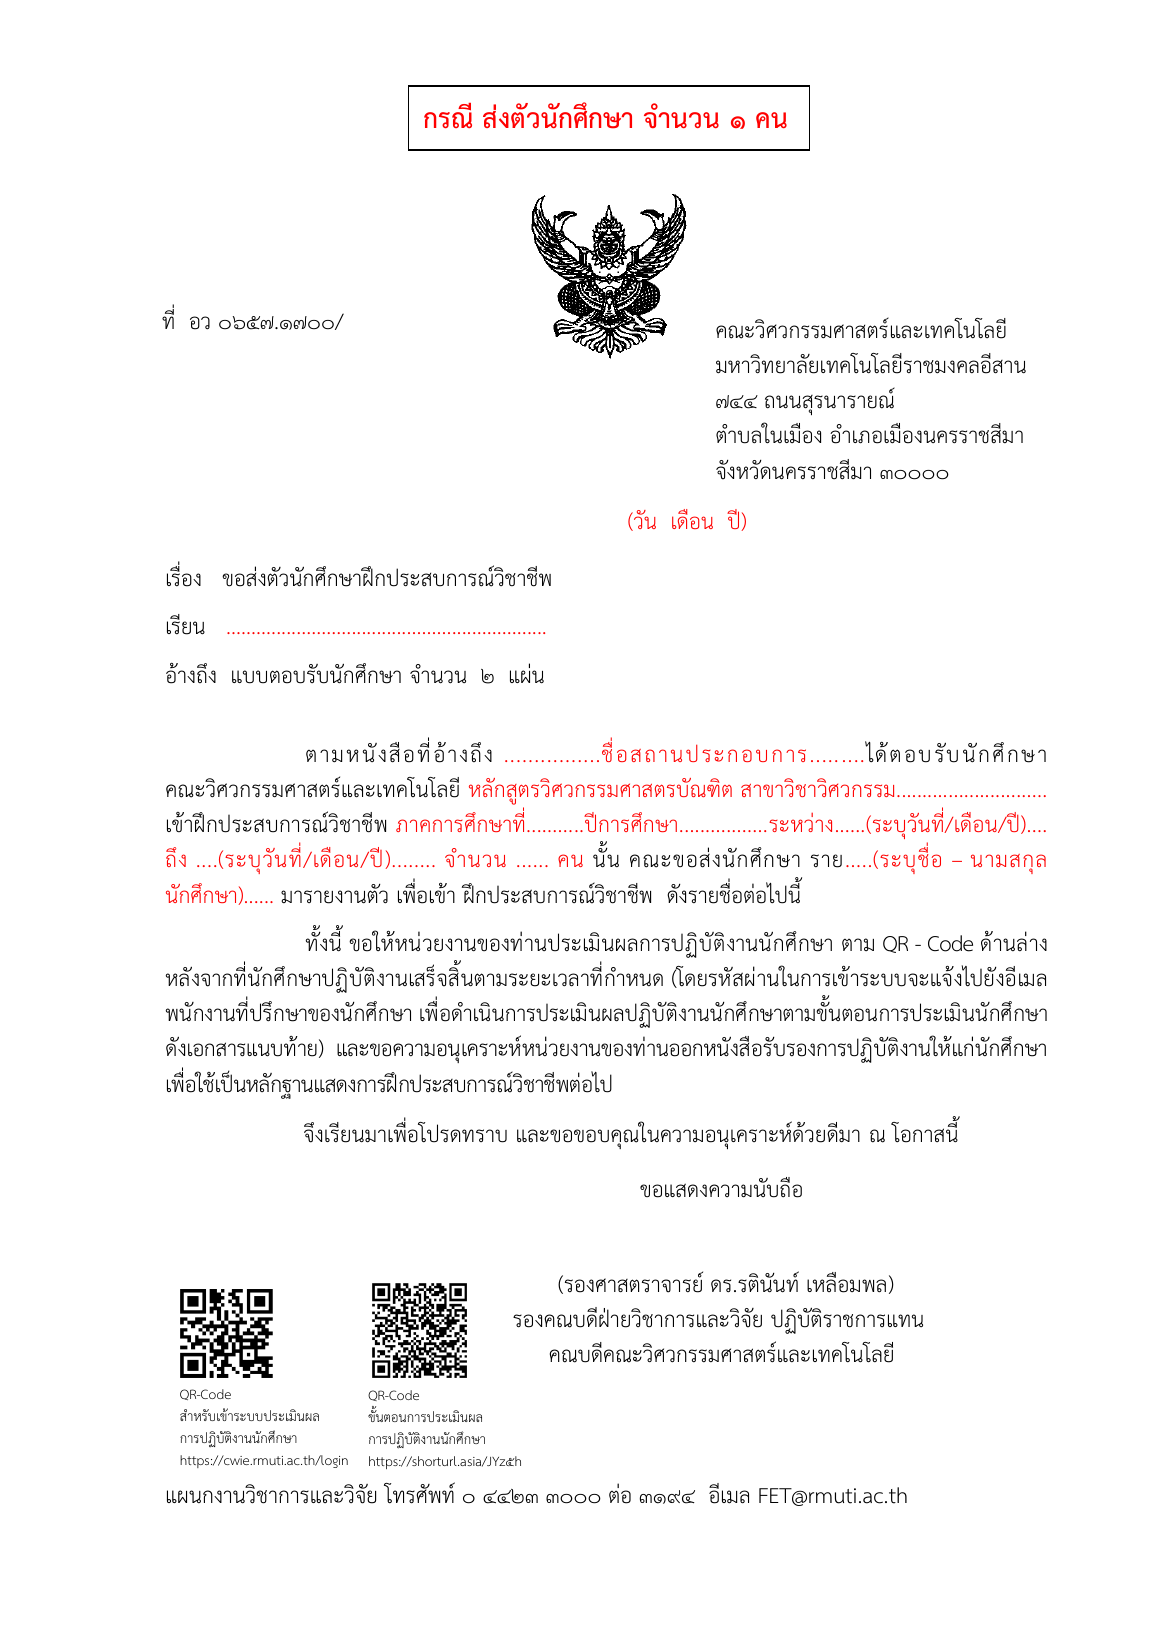 กรณี ส่งตัวนักศึกษา จำนวน ๑ คน
ที่ อว ๐๖๕๗.๑๗๐๐/
คณะวิศวกรรมศาสตร์และเทคโนโลยี
มหาวิทยาลัยเทคโนโลยีราชมงคลอีสาน
๗๔๔ ถนนสุรนารายณ์
ตำบลในเมือง อำเภอเมืองนครราชสีมา
จังหวัดนครราชสีมา ๓๐๐๐๐
(วัน เดือน ปี)
เรื่อง ขอส่งตัวนักศึกษาฝึกประสบการณ์วิชาชีพ
เรียน ................................................................
อ้างถึง แบบตอบรับนักศึกษา จำนวน ๒ แผ่น
ตามหนังสือที่อ้างถึง ................ชื่อสถานประกอบการ.........ได้ตอบรับนักศึกษา
คณะวิศวกรรมศาสตร์และเทคโนโลยี หลักสูตรวิศวกรรมศาสตรบัณฑิต สาขาวิชาวิศวกรรม.............................
เข้าฝึกประสบการณ์วิชาชีพ ภาคการศึกษาที่...........ปีการศึกษา.................ระหว่าง......(ระบุวันที่/เดือน/ปี)....
ถึง ....(ระบุวันที่/เดือน/ปี)........ จำนวน ...... คน นั้น คณะขอส่งนักศึกษา ราย.....(ระบุชื่อ – นามสกุล
นักศึกษา)...... มารายงานตัว เพื่อเข้า ฝึกประสบการณ์วิชาชีพ ดังรายชื่อต่อไปนี้
ทั้งนี้ ขอให้หน่วยงานของท่านประเมินผลการปฏิบัติงานนักศึกษา ตาม QR - Code ด้านล่าง
หลังจากที่นักศึกษาปฏิบัติงานเสร็จสิ้นตามระยะเวลาที่กำหนด (โดยรหัสผ่านในการเข้าระบบจะแจ้งไปยังอีเมล
พนักงานที่ปรึกษาของนักศึกษา เพื่อดำเนินการประเมินผลปฏิบัติงานนักศึกษาตามขั้นตอนการประเมินนักศึกษา
ดังเอกสารแนบท้าย) และขอความอนุเคราะห์หน่วยงานของท่านออกหนังสือรับรองการปฏิบัติงานให้แก่นักศึกษา
เพื่อใช้เป็นหลักฐานแสดงการฝึกประสบการณ์วิชาชีพต่อไป
จึงเรียนมาเพื่อโปรดทราบ และขอขอบคุณในความอนุเคราะห์ด้วยดีมา ณ โอกาสนี้
ขอแสดงความนับถือ
(รองศาสตราจารย์ ดร.รตินันท์ เหลือมพล)
รองคณบดีฝ่ายวิชาการและวิจัย ปฏิบัติราชการแทน
คณบดีคณะวิศวกรรมศาสตร์และเทคโนโลยี
QR-Code
สำหรับเข้าระบบประเมินผล
การปฏิบัติงานนักศึกษา
https://cwie.rmuti.ac.th/login
QR-Code
ขั้นตอนการประเมินผล
การปฏิบัติงานนักศึกษา
https://shorturl.asia/JYz๕h
แผนกงานวิชาการและวิจัย โทรศัพท์ ๐ ๔๔๒๓ ๓๐๐๐ ต่อ ๓๑๙๔ อีเมล FET@rmuti.ac.th